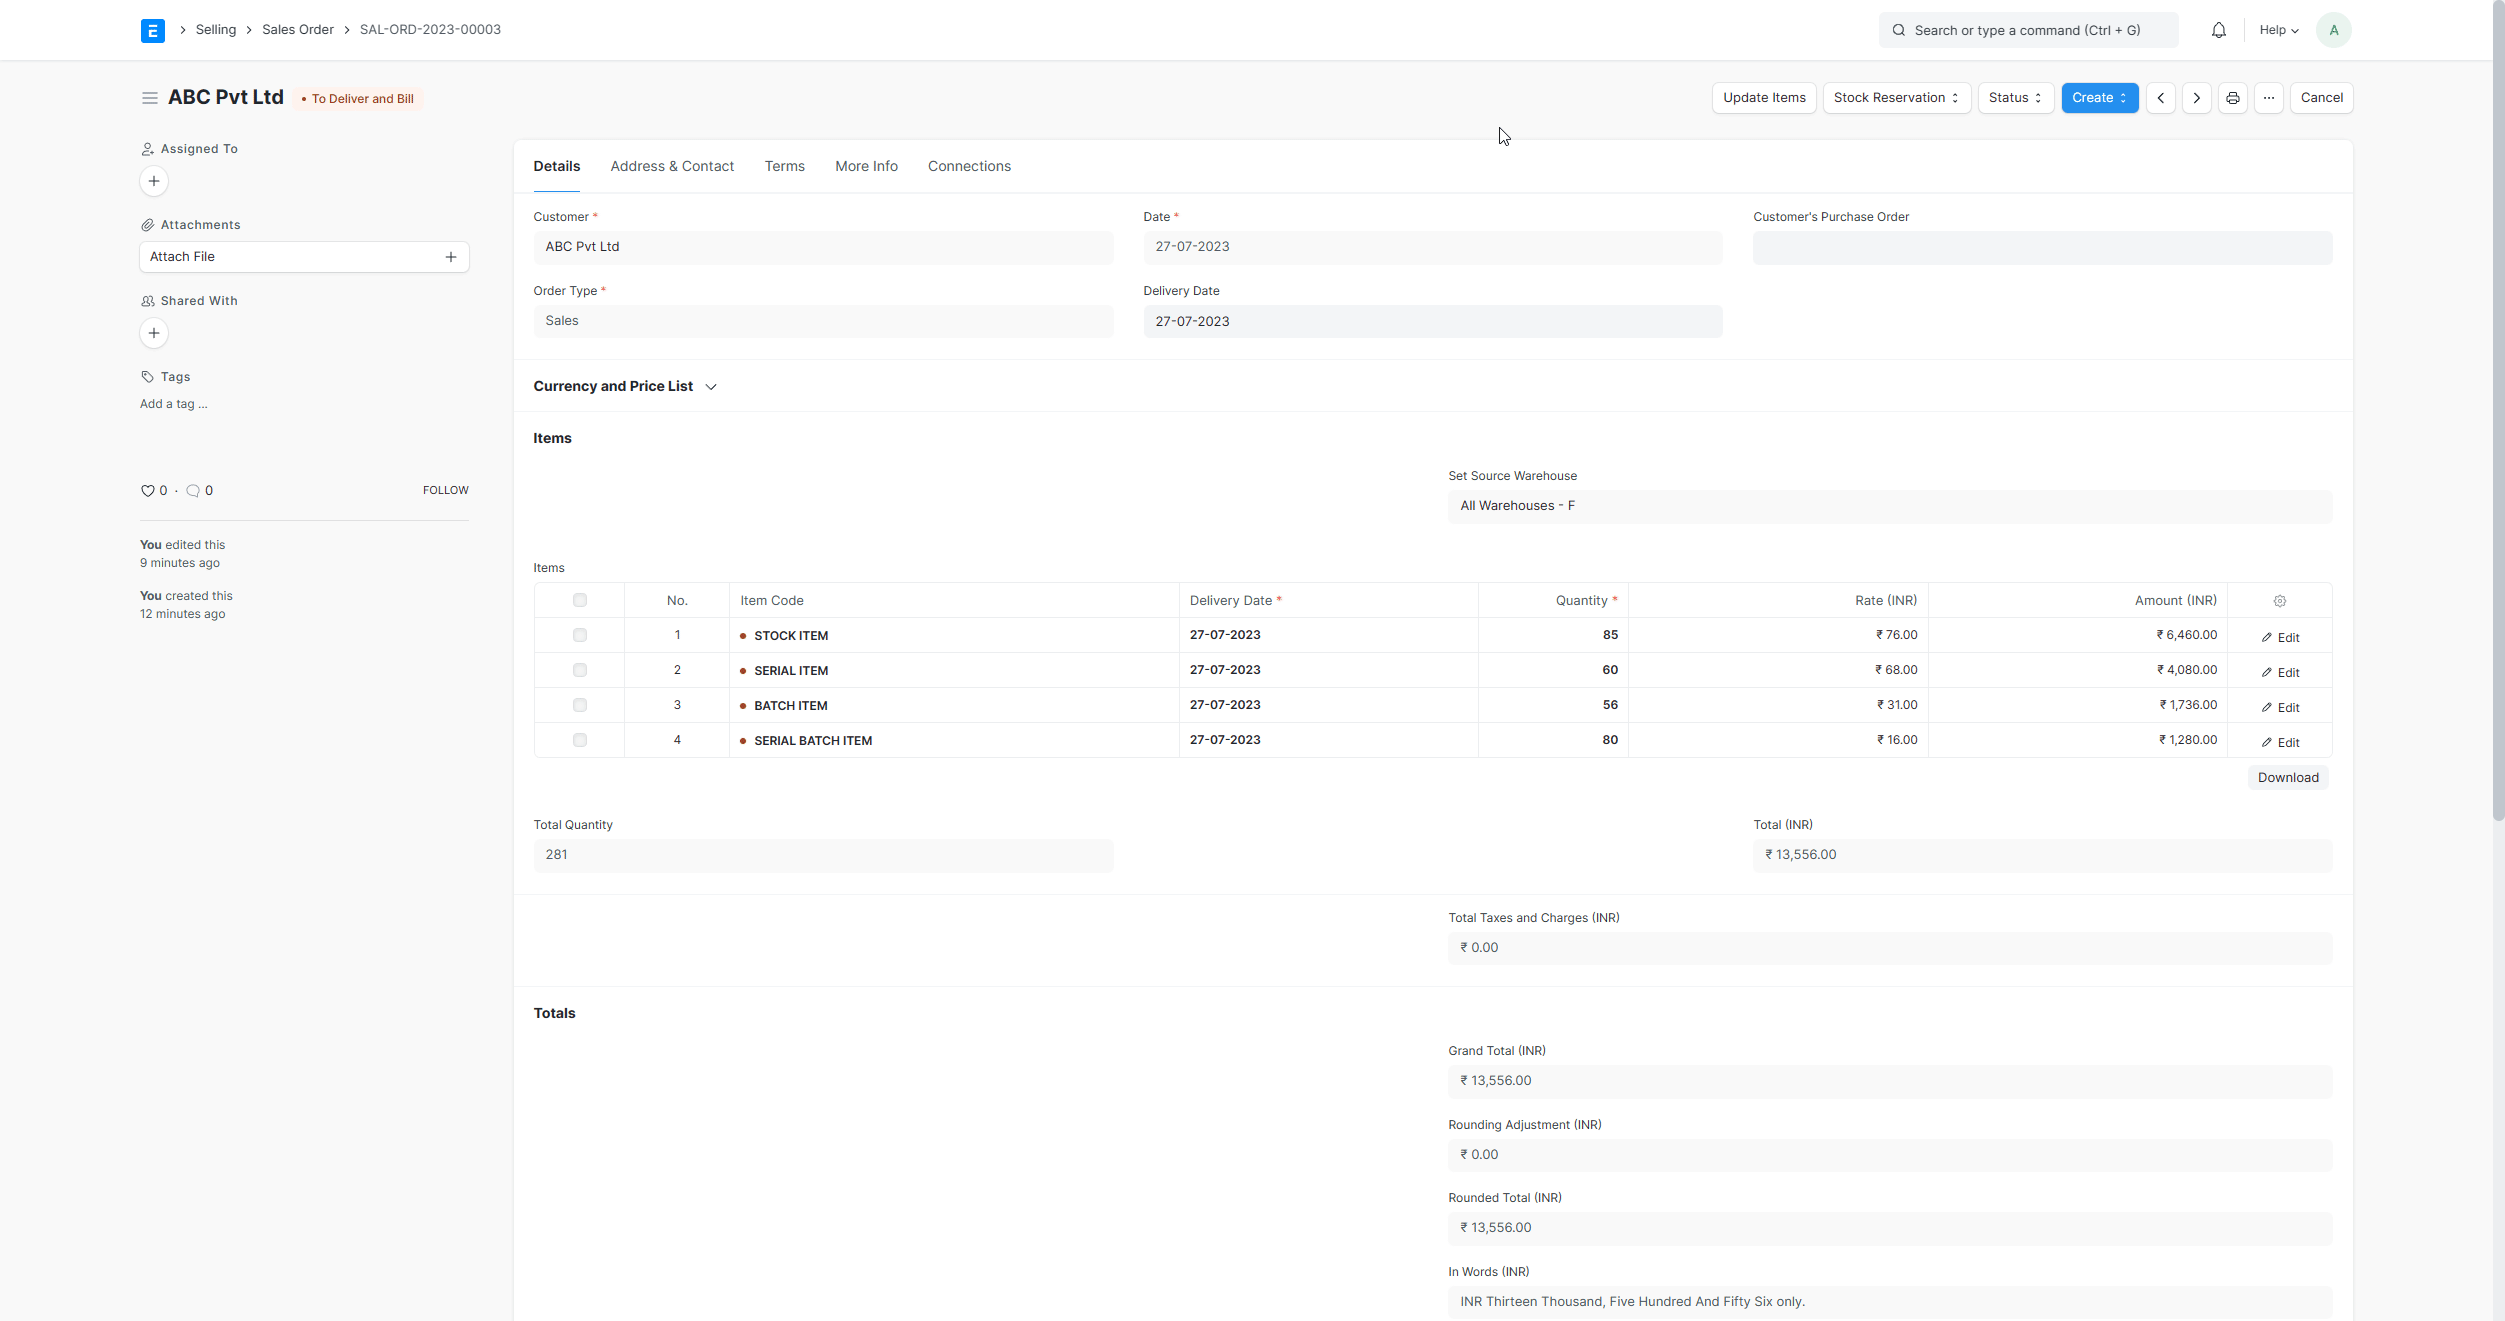 E > Selling > Sales Order > SAL-ORD-2023-00003
Search or type a command (Ctrl + G)
Help
A
ABC Pvt Ltd
• To Deliver and Bill
Update Items
Stock Reservation
Status
Create
Cancel
Assigned To
Attachments
Attach File
Shared With
Tags
Add a tag ...
0 · 0
FOLLOW
You edited this
9 minutes ago
You created this
12 minutes ago
Details Address & Contact Terms More Info Connections
Customer * Date * Customer's Purchase Order
ABC Pvt Ltd 27-07-2023
Order Type * Delivery Date
Sales 27-07-2023
Currency and Price List
Items
Set Source Warehouse
All Warehouses - F
Items
No. Item Code Delivery Date * Quantity * Rate (INR) Amount (INR)
1 STOCK ITEM 27-07-2023 85 ₹ 76.00 ₹ 6,460.00 Edit
2 SERIAL ITEM 27-07-2023 60 ₹ 68.00 ₹ 4,080.00 Edit
3 BATCH ITEM 27-07-2023 56 ₹ 31.00 ₹ 1,736.00 Edit
4 SERIAL BATCH ITEM 27-07-2023 80 ₹ 16.00 ₹ 1,280.00 Edit
Download
Total Quantity Total (INR)
281 ₹ 13,556.00
Total Taxes and Charges (INR)
₹ 0.00
Totals
Grand Total (INR)
₹ 13,556.00
Rounding Adjustment (INR)
₹ 0.00
Rounded Total (INR)
₹ 13,556.00
In Words (INR)
INR Thirteen Thousand, Five Hundred And Fifty Six only.